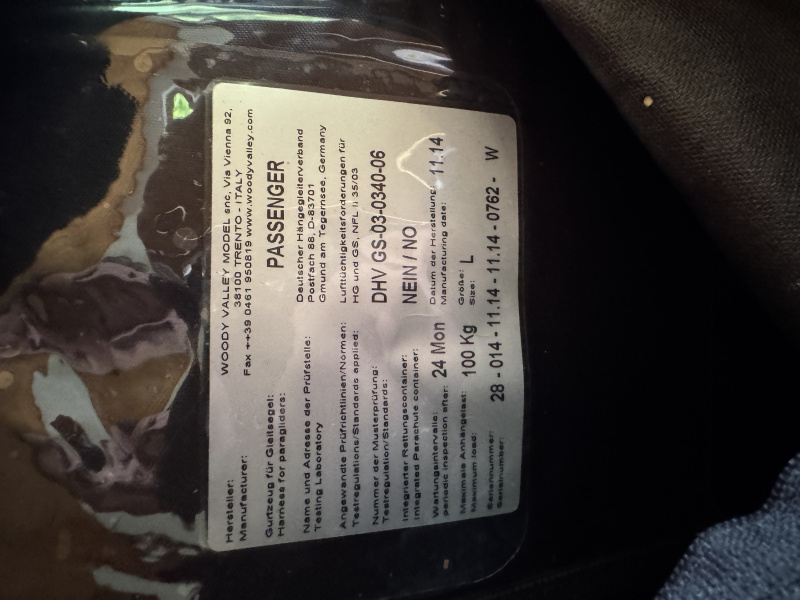 Hersteller:
Manufacturer:
WOODY VALLEY MODEL snc, Via Vienna 92,
38100 TRENTO - ITALY
Fax ++39 0461 950819 www.woodyvalley.com
Gurtzeug für Gleitsegel:
Harness for paragliders:
PASSENGER
Name und Adresse der Prüfstelle:
Testing Laboratory
Deutscher Hängegleiterverband
Postfach 88, D-83701
Gmund am Tegernsee, Germany
Angewandte Prüfrichtlinien/Normen:
Testregulations/Standards applied:
Lufttüchtigkeitsforderungen für
HG und GS, NFL II 35/03
Nummer der Musterprüfung:
Testregulation/Standards:
DHV GS-03-0340-06
Integrierter Rettungscontainer:
Integrated Parachute container:
NEIN / NO
Wartungsintervalle:
periodic inspection after:
24 Mon
Datum der Herstellung:
Manufacturing date:
11.14
Maximale Anhängelast:
Maximum load:
100 Kg
Größe:
Size:
L
Seriennummer:
Serialnumber:
28 - 014 - 11.14 - 11.14 - 0762 - W